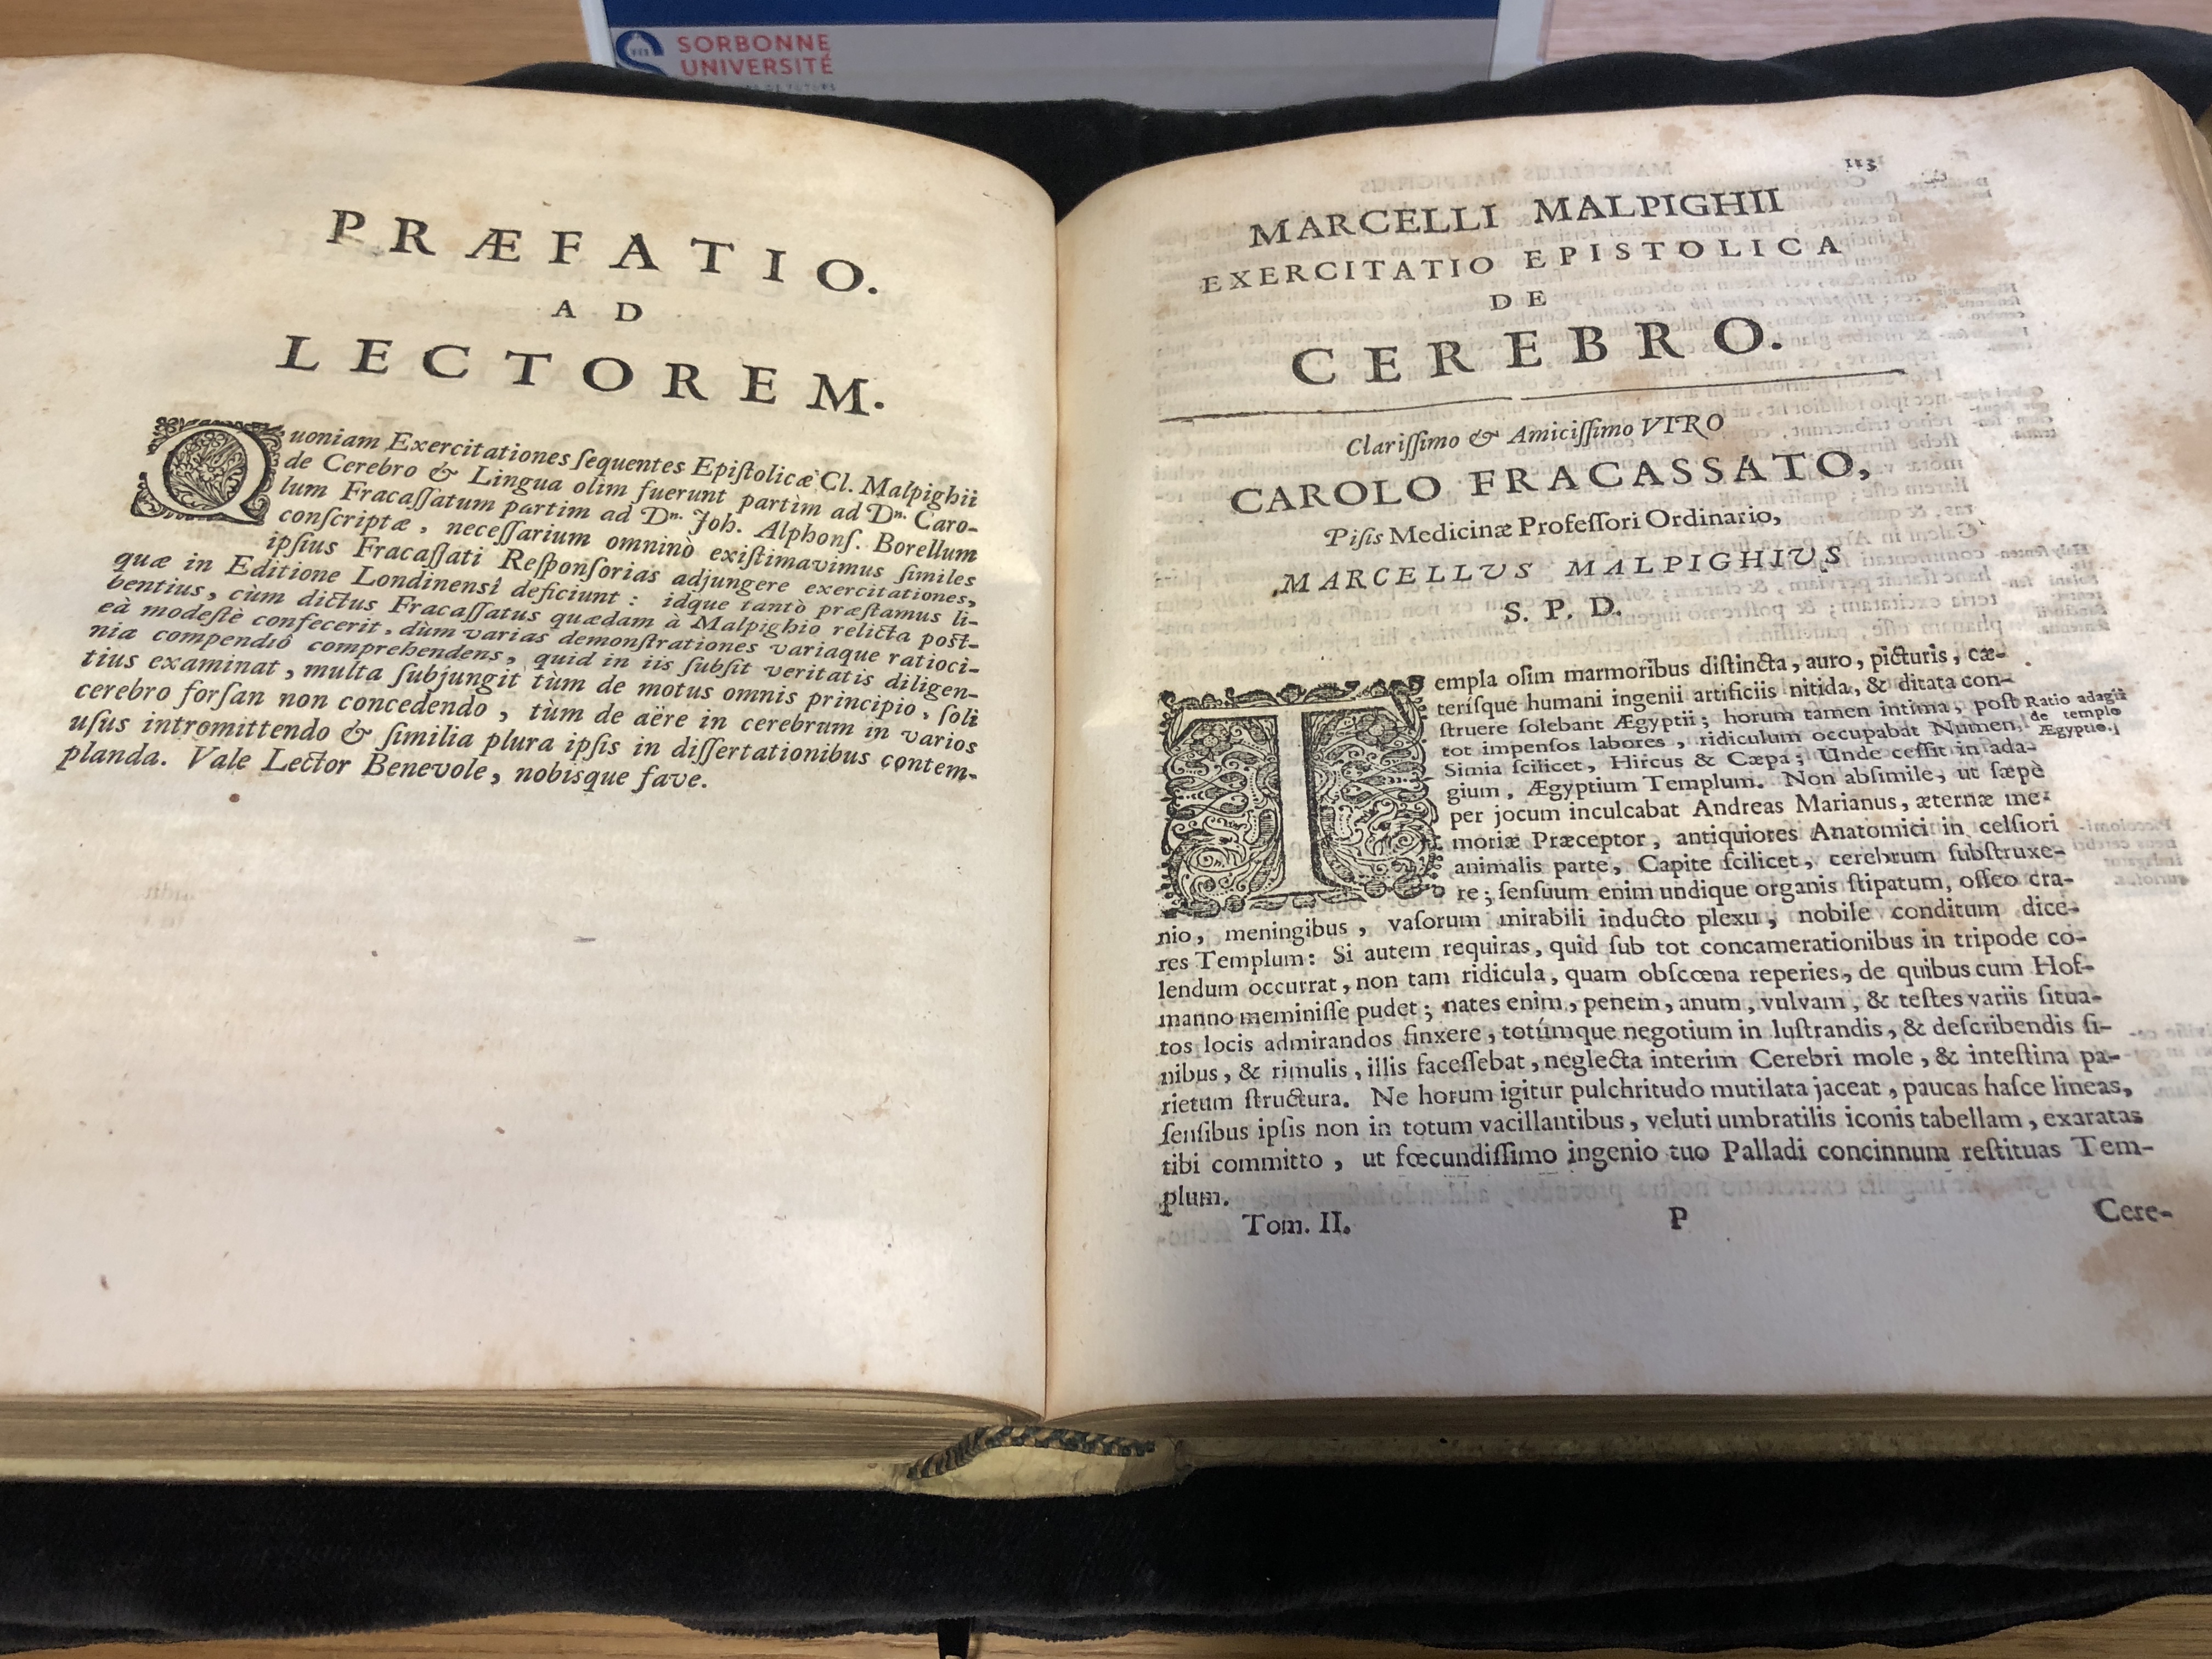 SORBONNE
UNIVERSITÉ
PRÆFATIO.
AD
LECTOREM.
Quoniam Exercitationes ſequentes Epiſtolicæ Cl. Malpighii
de Cerebro & Lingua olim fuerunt partìm ad Dn. Caro-
lum Fracaſſatum partim ad Dn. Joh. Alphonſ. Borellum
conſcriptæ, neceſſarium omninò exiſtimavimus ſimiles
ipſius Fracaſſati Reſponſorias adjungere exercitationes,
quæ in Editione Londinensî deficiunt: idque tantò præſtamus li-
bentius, cùm dictus Fracaſſatus quædam à Malpighio relicta poſt-
eà modeſtè confecerit, dùm varias demonſtrationes variaque ratioci-
nia compendiô comprehendens, quid in iis ſubſit veritatis diligen-
tius examinat, multa ſubjungit tùm de motus omnis principio, ſoli
cerebro forſan non concedendo, tùm de aëre in cerebrum in varios
uſus intromittendo & ſimilia plura ipſis in diſſertationibus contem-
planda. Vale Lector Benevole, nobisque fave.
113
MARCELLI MALPIGHII
EXERCITATIO EPISTOLICA
DE
CEREBRO.
Clariſſimo & Amiciſſimo VIRO
CAROLO FRACASSATO,
Piſis Medicinæ Profeſſori Ordinario,
MARCELLUS MALPIGHIUS
S. P. D.
Templa olim marmoribus diſtincta, auro, picturis, cæ-
teriſque humani ingenii artificiis nitida, & ditata con-
ſtruere ſolebant Ægyptii; horum tamen intima, poſt
tot impenſos labores, ridiculum occupabat Numen,
Simia ſcilicet, Hircus & Cæpa; Unde ceſſit in ada-
gium, Ægyptium Templum. Non abſimile, ut ſæpè
per jocum inculcabat Andreas Marianus, æternæ me-
moriæ Præceptor, antiquiores Anatomici in celſiori
animalis parte, Capite ſcilicet, cerebrum ſubſtruxe-
re; ſenſuum enim undique organis ſtipatum, oſſeo cra-
nio, meningibus, vaſorum mirabili inducto plexu, nobile conditum dice-
res Templum: Si autem requiras, quid ſub tot concamerationibus in tripode co-
lendum occurrat, non tam ridicula, quam obſcœna reperies, de quibus cum Hof-
manno meminiſſe pudet; nates enim, penem, anum, vulvam, & teſtes variis ſitua-
tos locis admirandos finxere, totúmque negotium in luſtrandis, & deſcribendis ſi-
nibus, & rimulis, illis faceſſebat, neglecta interim Cerebri mole, & inteſtina pa-
rietum ſtructura. Ne horum igitur pulchritudo mutilata jaceat, paucas haſce lineas,
ſenſibus ipſis non in totum vacillantibus, veluti umbratilis iconis tabellam, exaratas
tibi committo, ut fœcundiſſimo ingenio tuo Palladi concinnum reſtituas Tem-
plum.
Ratio adagii
de templo
Ægyptio.
Tom. II.
P
Cere-